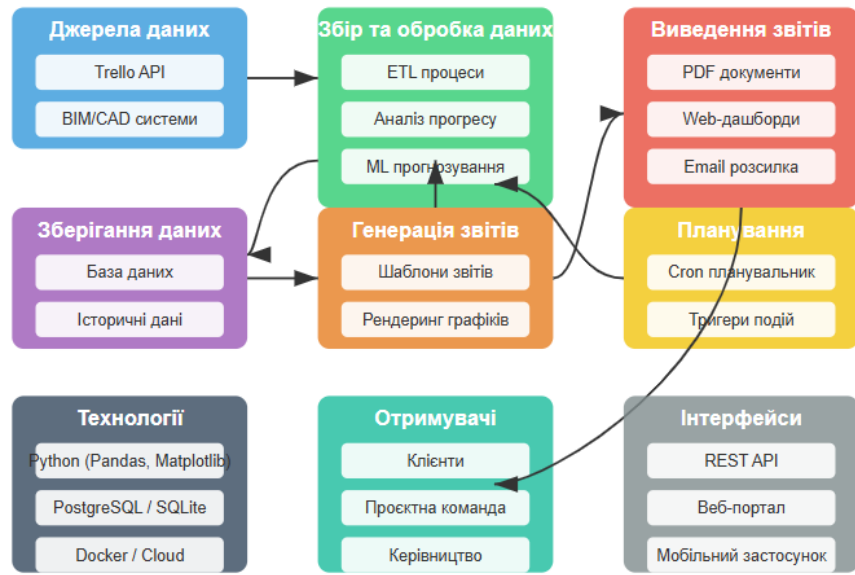 Джерела даних
Trello API
BIM/CAD системи
Збір та обробка даних
ETL процеси
Аналіз прогресу
ML прогнозування
Виведення звітів
PDF документи
Web-дашборди
Email розсилка
Зберігання даних
База даних
Історичні дані
Генерація звітів
Шаблони звітів
Рендеринг графіків
Планування
Cron планувальник
Тригери подій
Технології
Python (Pandas, Matplotlib)
PostgreSQL / SQLite
Docker / Cloud
Отримувачі
Клієнти
Проєктна команда
Керівництво
Інтерфейси
REST API
Веб-портал
Мобільний застосунок